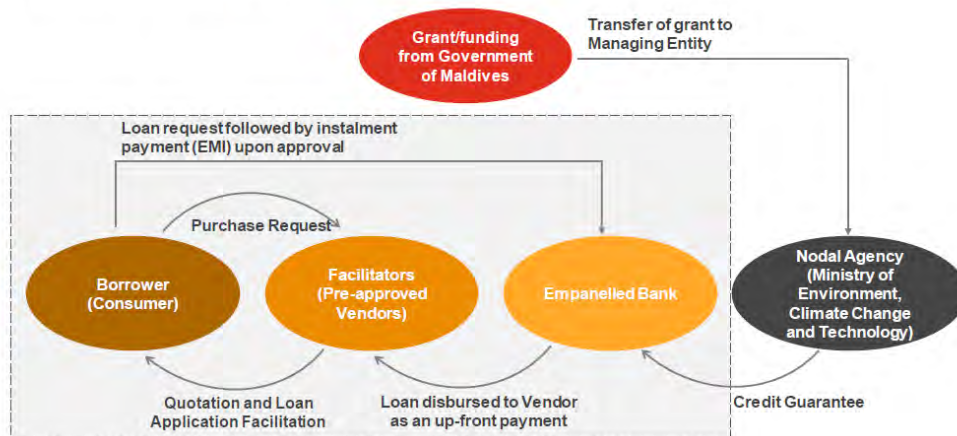 Grant/funding
from Government
of Maldives
Transfer of grant to
Managing Entity
Loan request followed by instalment
payment (EMI) upon approval
Purchase Request
Borrower
(Consumer)
Facilitators
(Pre-approved
Vendors)
Empanelled Bank
Nodal Agency
(Ministry of
Environment,
Climate Change
and Technology)
Quotation and Loan
Application Facilitation
Loan disbursed to Vendor
as an up-front payment
Credit Guarantee